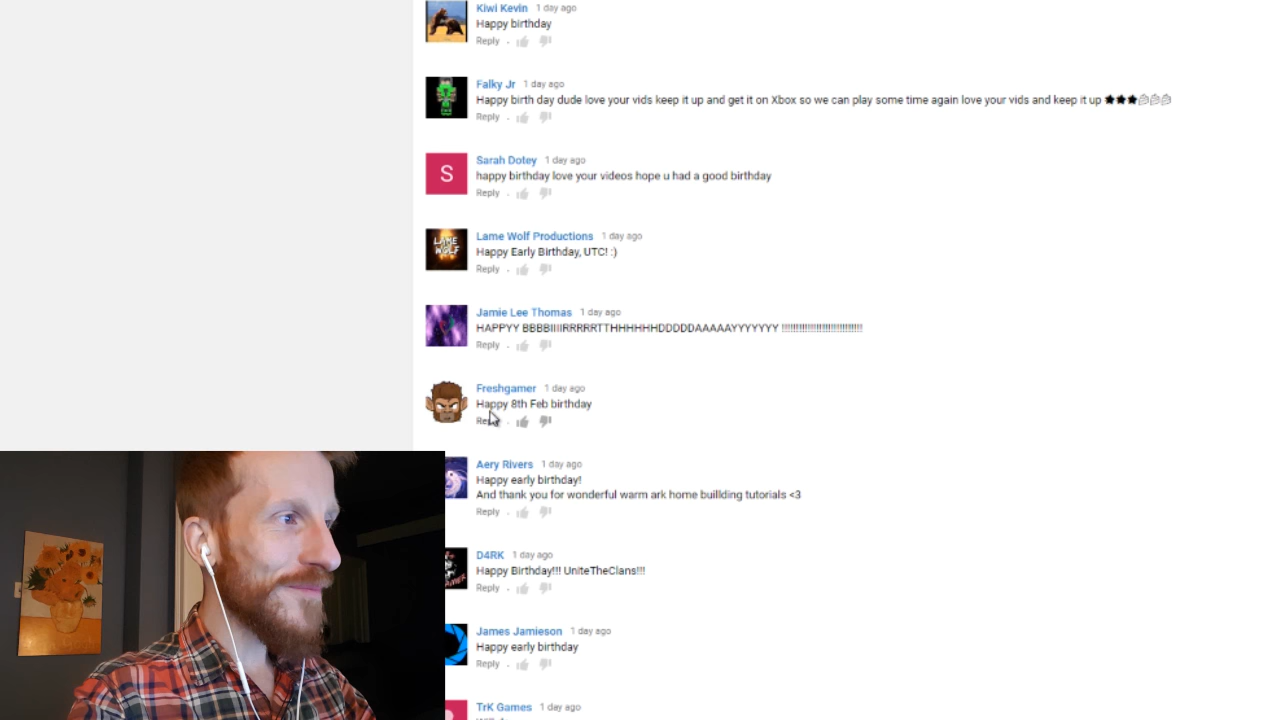 Kiwi Kevin 1 day ago
Happy birthday
Reply
Falky Jr 1 day ago
Happy birth day dude love your vids keep it up and get it on Xbox so we can play some time again love your vids and keep it up
Reply
S
Sarah Dotey 1 day ago
happy birthday love your videos hope u had a good birthday
Reply
LAME WOLF
Lame Wolf Productions 1 day ago
Happy Early Birthday, UTC! :)
Reply
Jamie Lee Thomas 1 day ago
HAPPYY BBBBIIIIRRRRRTTHHHHHHDDDDDAAAAAYYYYYYY !!!!!!!!!!!!!!!!!!!!!!!!!!!!
Reply
Freshgamer 1 day ago
Happy 8th Feb birthday
Reply
Aery Rivers 1 day ago
Happy early birthday!
And thank you for wonderful warm ark home buillding tutorials <3
Reply
D4RK 1 day ago
Happy Birthday!!! UniteTheClans!!!
Reply
James Jamieson 1 day ago
Happy early birthday
Reply
TrK Games 1 day ago